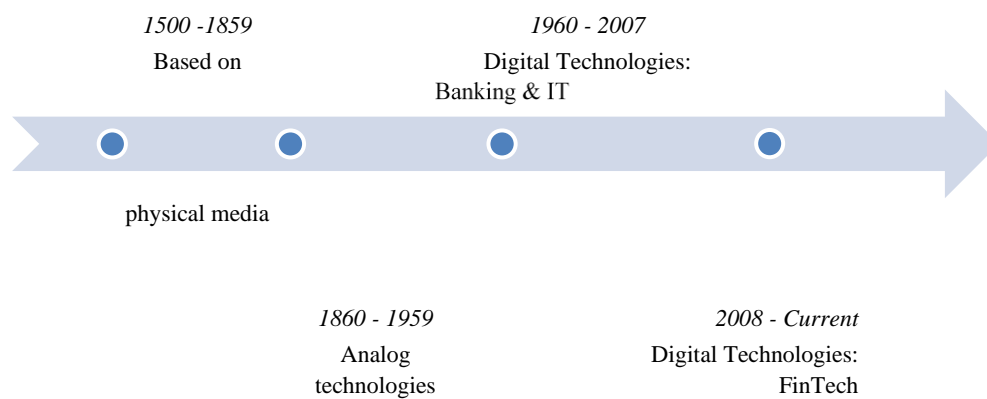 1500 -1859
Based on
physical media
1960 - 2007
Digital Technologies:
Banking & IT
1860 - 1959
Analog
technologies
2008 - Current
Digital Technologies:
FinTech